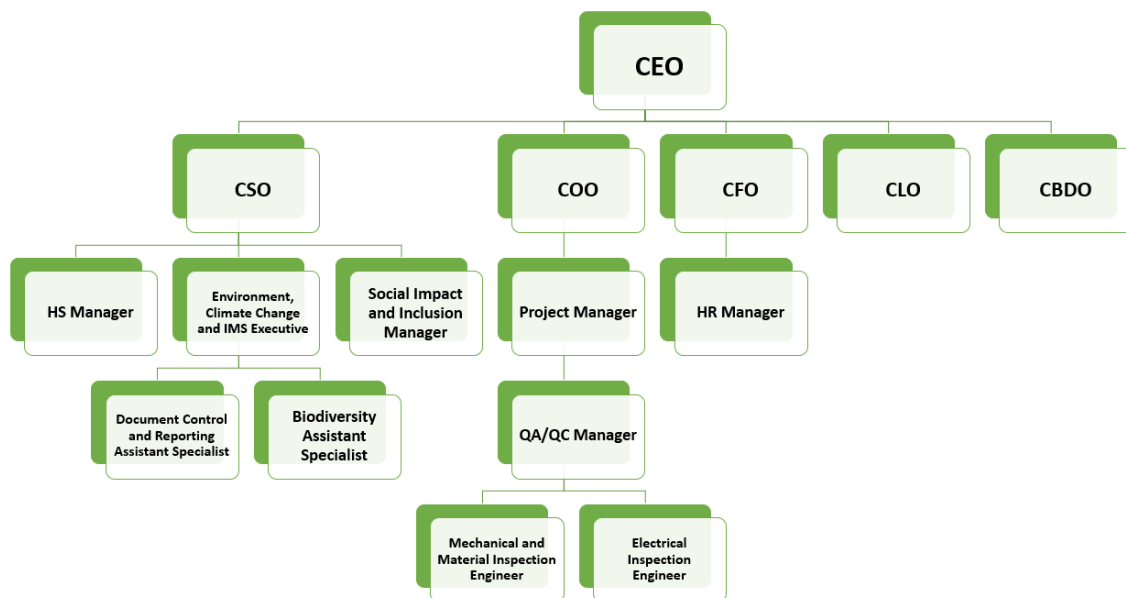 CEO
CSO
COO
CFO
CLO
CBDO
HS Manager
Environment,
Climate Change
and IMS Executive
Social Impact
and Inclusion
Manager
Project Manager
HR Manager
Document Control
and Reporting
Assistant Specialist
Biodiversity
Assistant
Specialist
QA/QC Manager
Mechanical and
Material Inspection
Engineer
Electrical
Inspection
Engineer